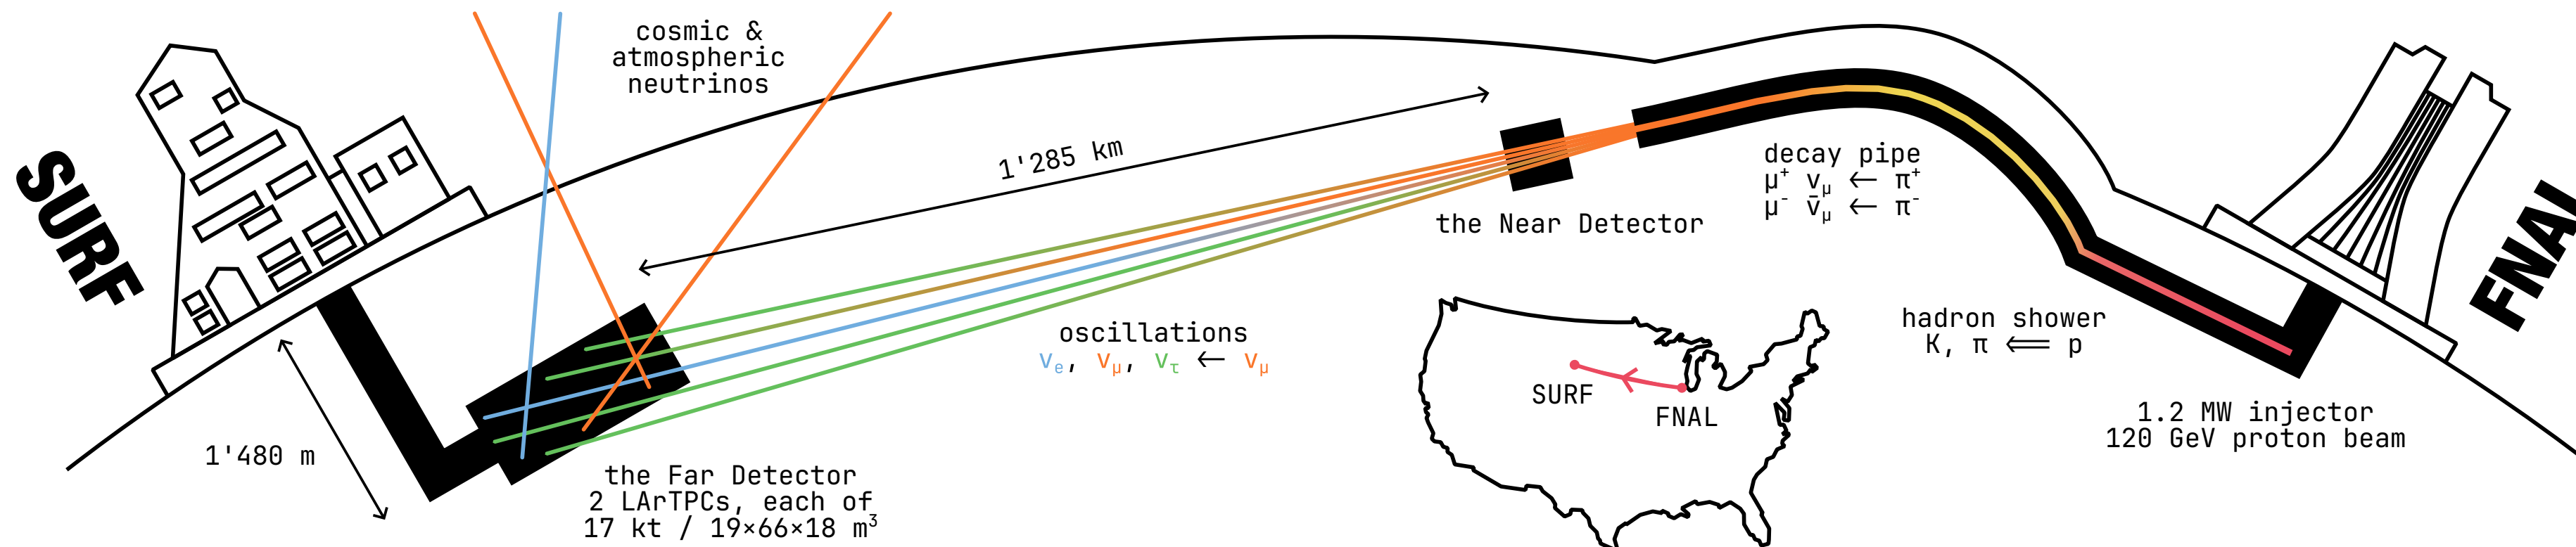 SURF
cosmic &
atmospheric
neutrinos
1'285 km
the Near Detector
decay pipe
μ⁺ ν_μ ← π⁺
μ⁻ ν̄_μ ← π⁻
FNAL
oscillations
ν_e, ν_μ, ν_τ ← ν_μ
hadron shower
K, π ⟸ p
SURF
FNAL
1.2 MW injector
120 GeV proton beam
1'480 m
the Far Detector
2 LArTPCs, each of
17 kt / 19×66×18 m³